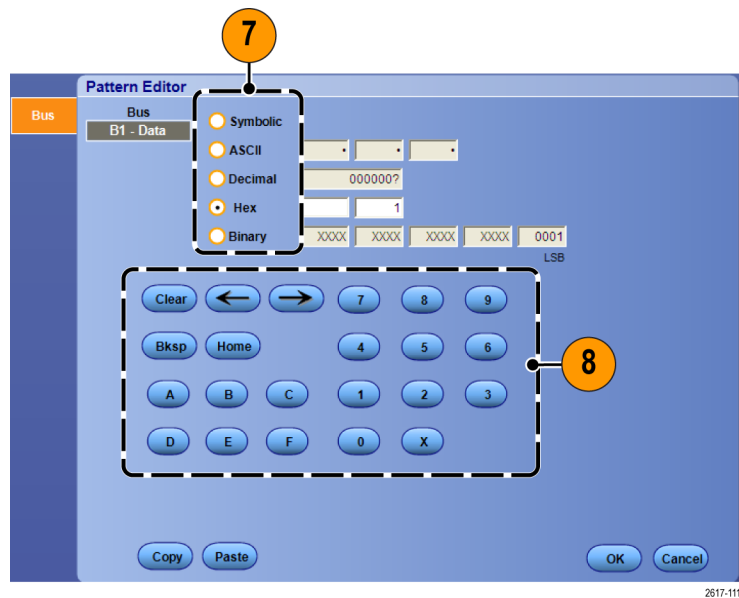 7
Pattern Editor
Bus
Bus
B1 - Data
Symbolic
ASCII
Decimal 000000?
Hex 1
Binary XXXX XXXX XXXX XXXX 0001
LSB
Clear 7 8 9
Bksp Home 4 5 6
8
A B C 1 2 3
D E F 0 X
Copy Paste OK Cancel
2617-111